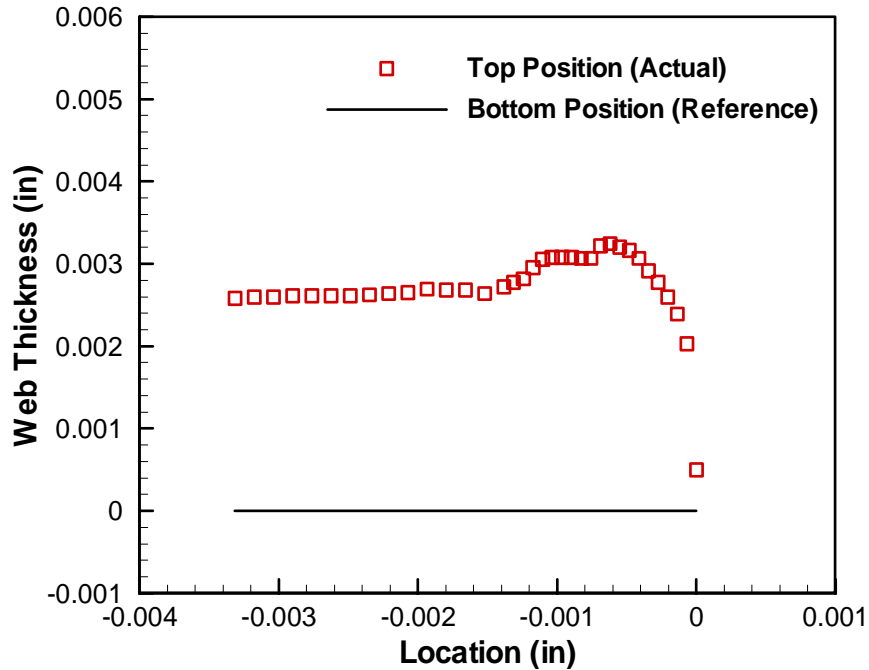 0.006
0.005
0.004
0.003
0.002
0.001
0
-0.001
Web Thickness (in)
Top Position (Actual)
Bottom Position (Reference)
-0.004 -0.003 -0.002 -0.001 0 0.001
Location (in)